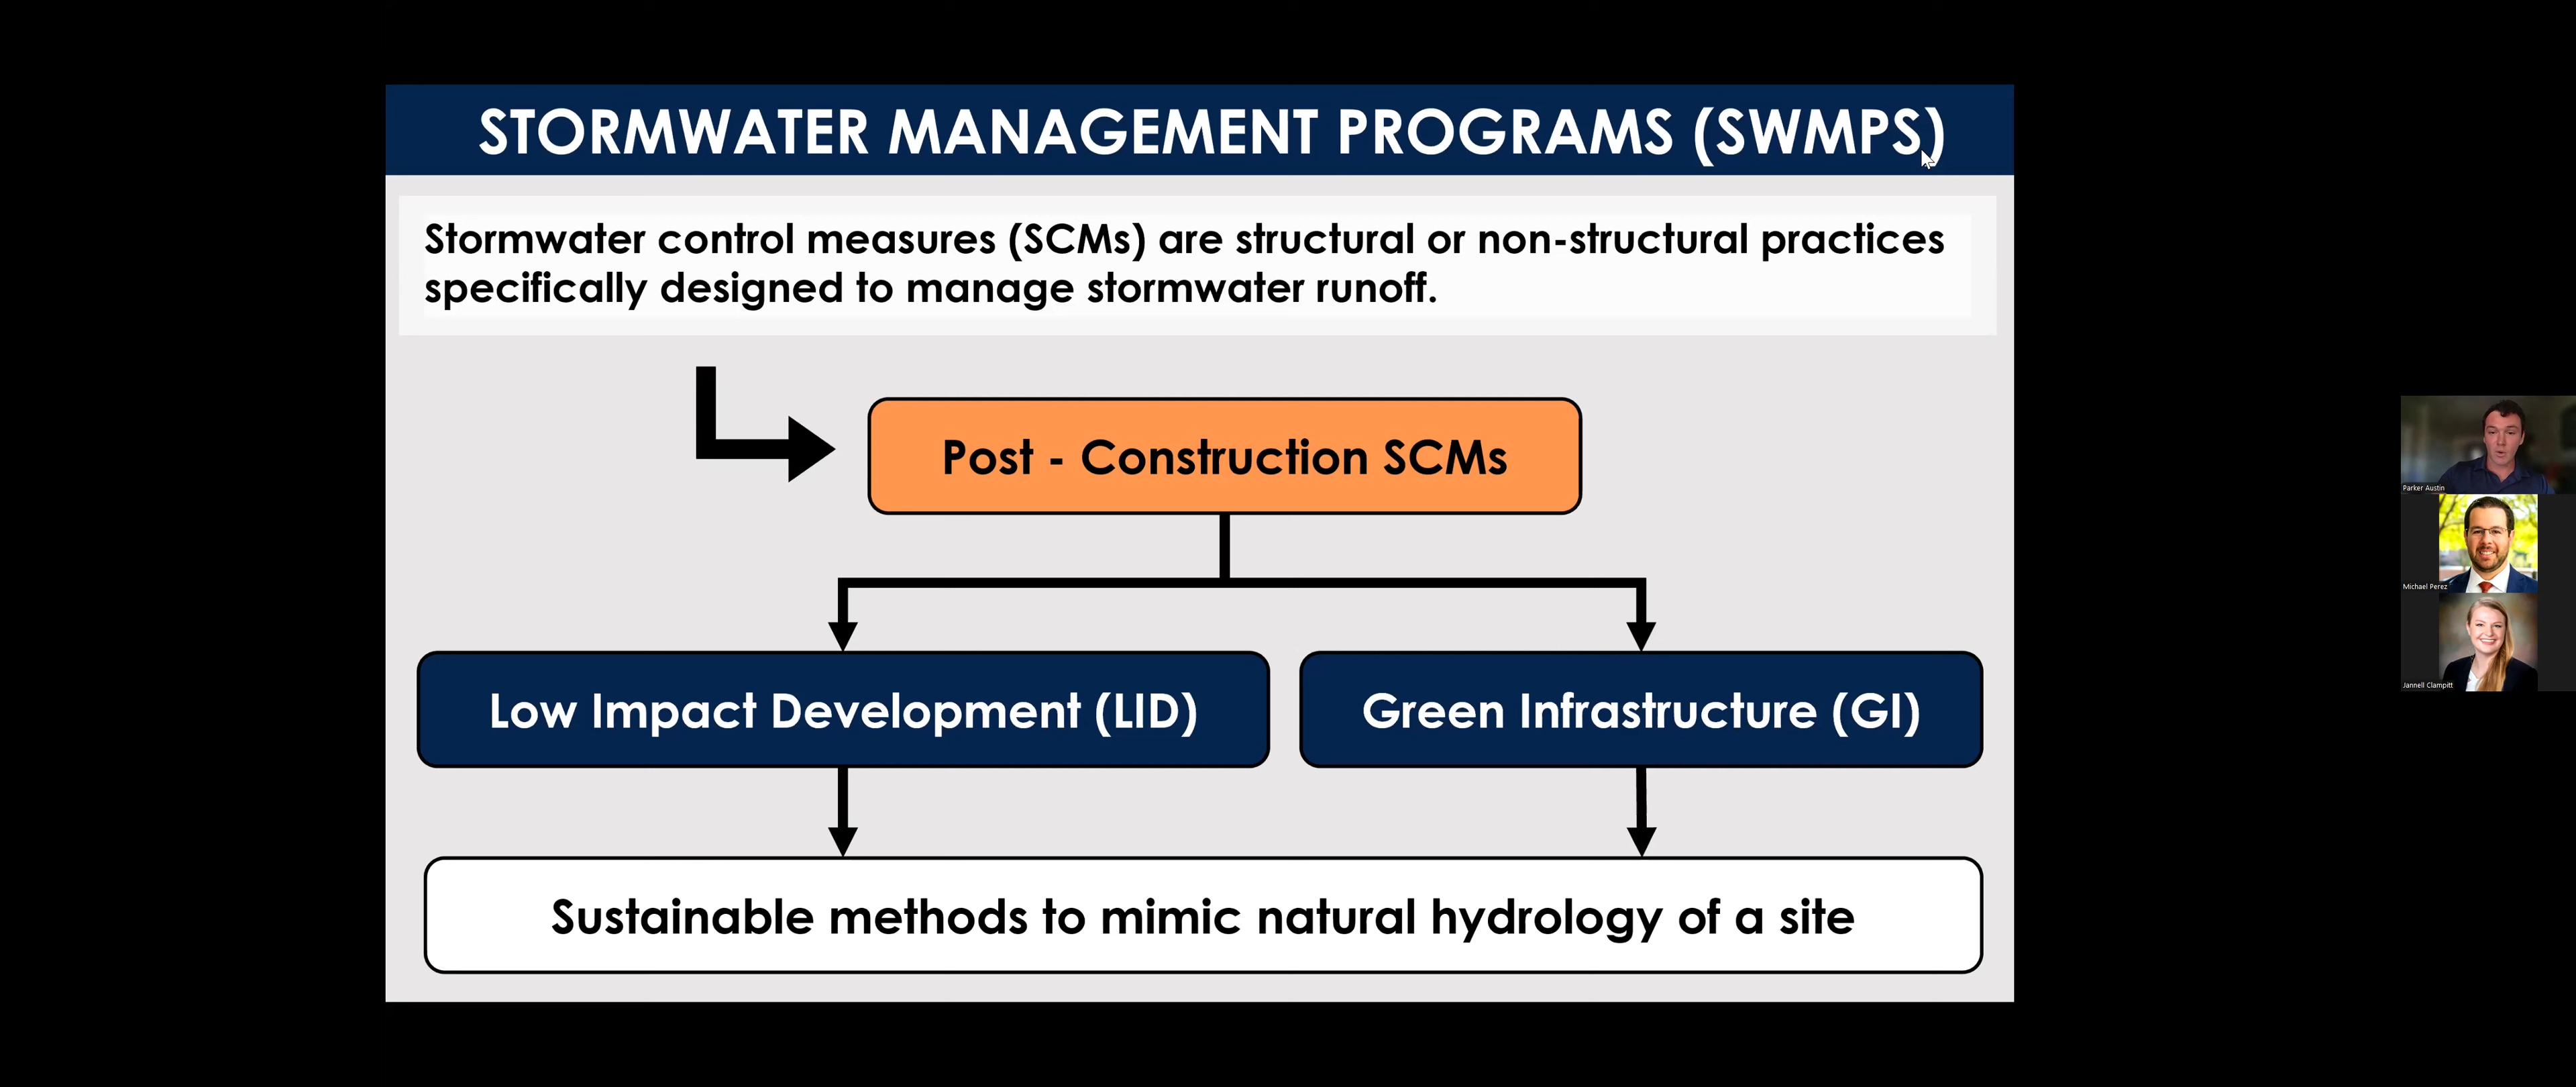 STORMWATER MANAGEMENT PROGRAMS (SWMPS)
Stormwater control measures (SCMs) are structural or non-structural practices
specifically designed to manage stormwater runoff.
Post - Construction SCMs
Low Impact Development (LID)
Green Infrastructure (GI)
Sustainable methods to mimic natural hydrology of a site
Parker Austin
Michael Perez
Jannell Clampitt